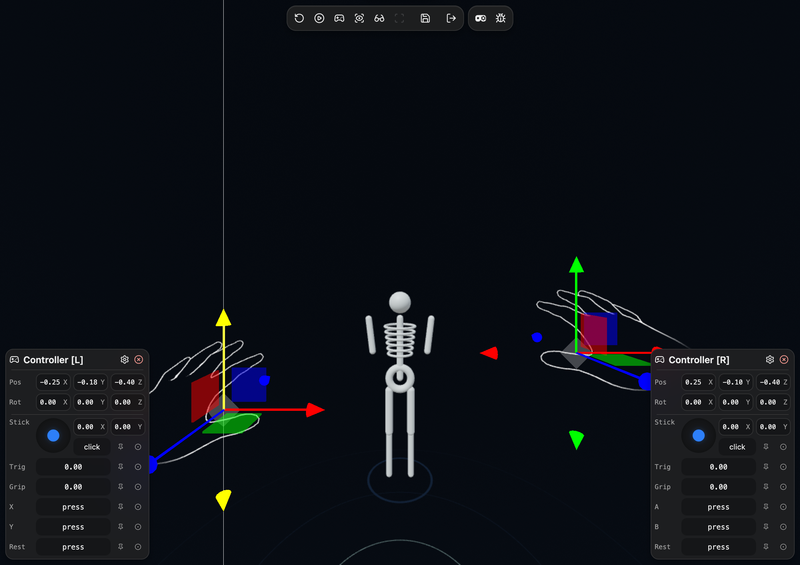 Controller [L]
Pos -0.25 X -0.18 Y -0.40 Z
Rot 0.00 X 0.00 Y 0.00 Z
Stick 0.00 X 0.00 Y
click
Trig 0.00
Grip 0.00
X press
Y press
Rest press
Controller [R]
Pos 0.25 X -0.10 Y -0.40 Z
Rot 0.00 X 0.00 Y 0.00 Z
Stick 0.00 X 0.00 Y
click
Trig 0.00
Grip 0.00
A press
B press
Rest press